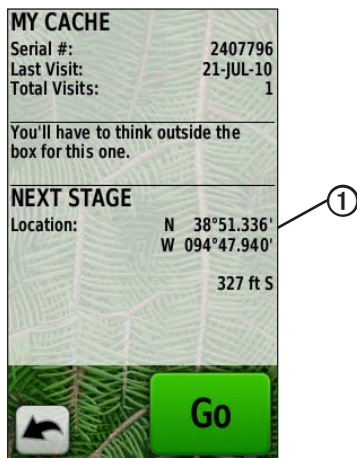 MY CACHE
Serial #: 2407796
Last Visit: 21-JUL-10
Total Visits: 1
You'll have to think outside the
box for this one.
NEXT STAGE
Location: N 38°51.336'
W 094°47.940'
327 ft S
1
Go